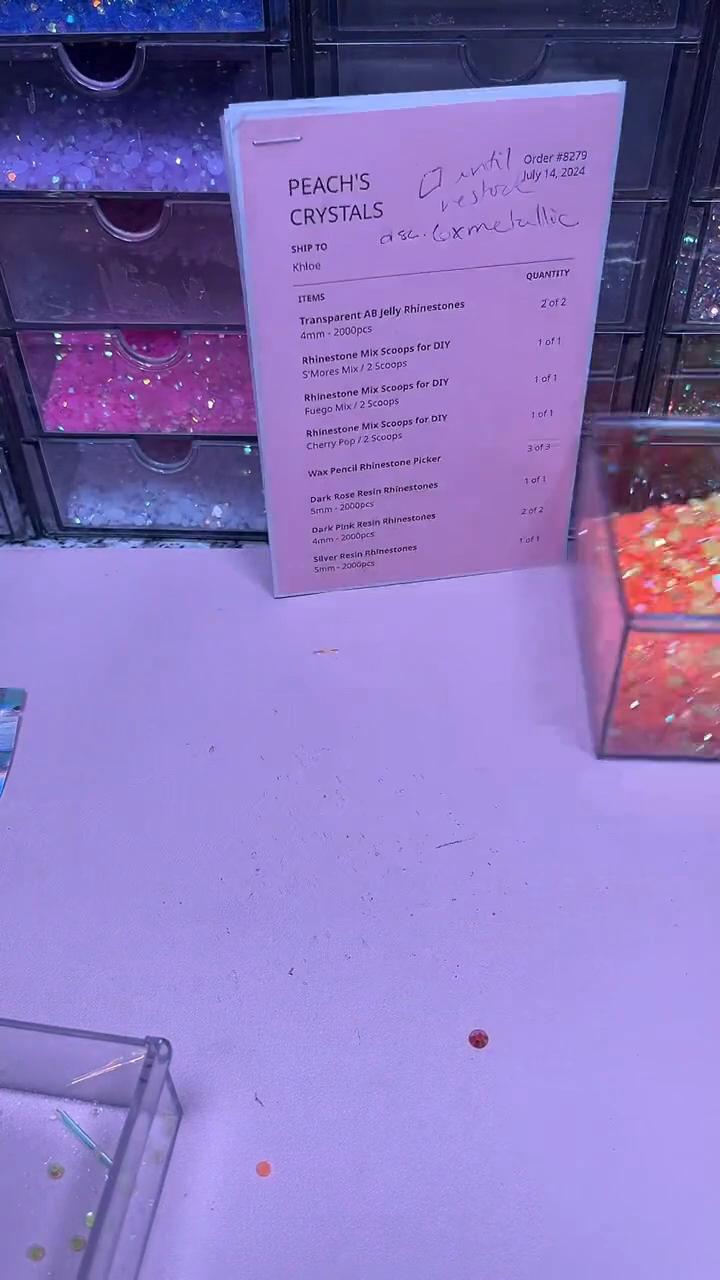 PEACH'S
CRYSTALS
Order #8279
July 14, 2024
until
restock
6x metallic
SHIP TO
Khloe
ITEMS
QUANTITY
Transparent AB Jelly Rhinestones
2 of 2
4mm - 2000pcs
Rhinestone Mix Scoops for DIY
1 of 1
S'Mores Mix / 2 Scoops
Rhinestone Mix Scoops for DIY
1 of 1
Fuego Mix / 2 Scoops
Rhinestone Mix Scoops for DIY
1 of 1
Cherry Pop / 2 Scoops
Wax Pencil Rhinestone Picker
3 of 3
Dark Rose Resin Rhinestones
1 of 1
5mm - 2000pcs
Dark Pink Resin Rhinestones
2 of 2
4mm - 2000pcs
Silver Resin Rhinestones
1 of 1
5mm - 2000pcs